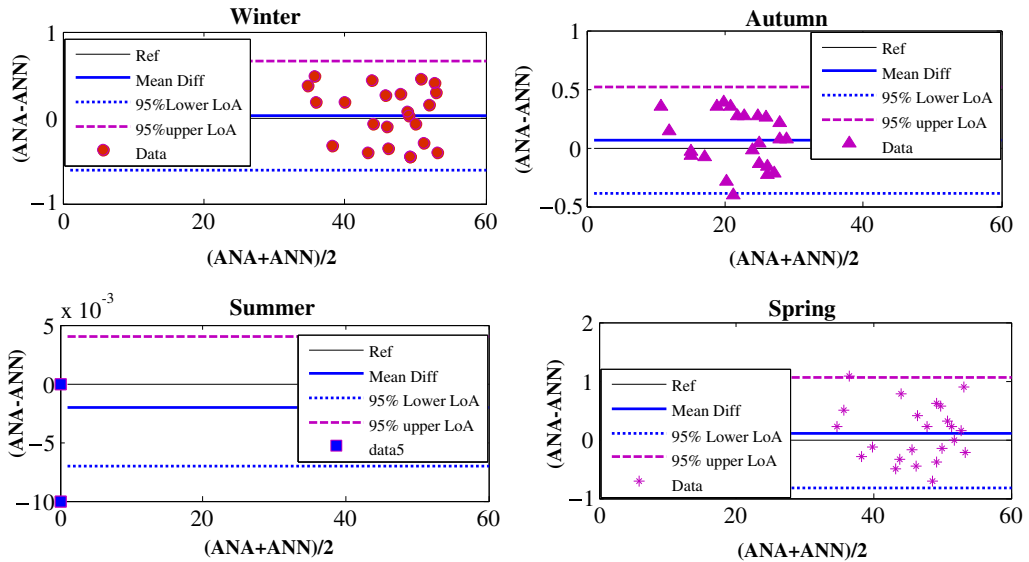 Winter
(ANA-ANN)
1
0
−1
Ref
Mean Diff
95%Lower LoA
95%upper LoA
Data
0
20
40
60
(ANA+ANN)/2
Autumn
(ANA-ANN)
1
0.5
0
−0.5
Ref
Mean Diff
95% Lower LoA
95% upper LoA
Data
0
20
40
60
(ANA+ANN)/2
Summer
x 10⁻³
(ANA-ANN)
5
0
−5
−10
Ref
Mean Diff
95% Lower LoA
95% upper LoA
data5
0
20
40
60
(ANA+ANN)/2
Spring
(ANA-ANN)
2
1
0
−1
Ref
Mean Diff
95% Lower LoA
95% upper LoA
Data
0
20
40
60
(ANA+ANN)/2